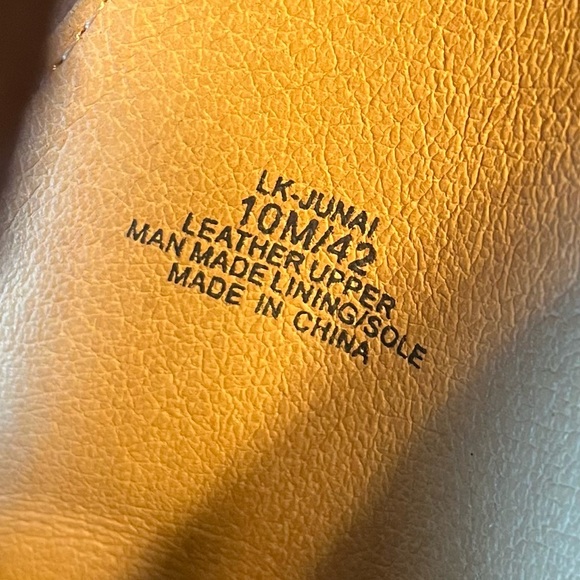 LK-JUNAI
10M/42
LEATHER UPPER
MAN MADE LINING/SOLE
MADE IN CHINA